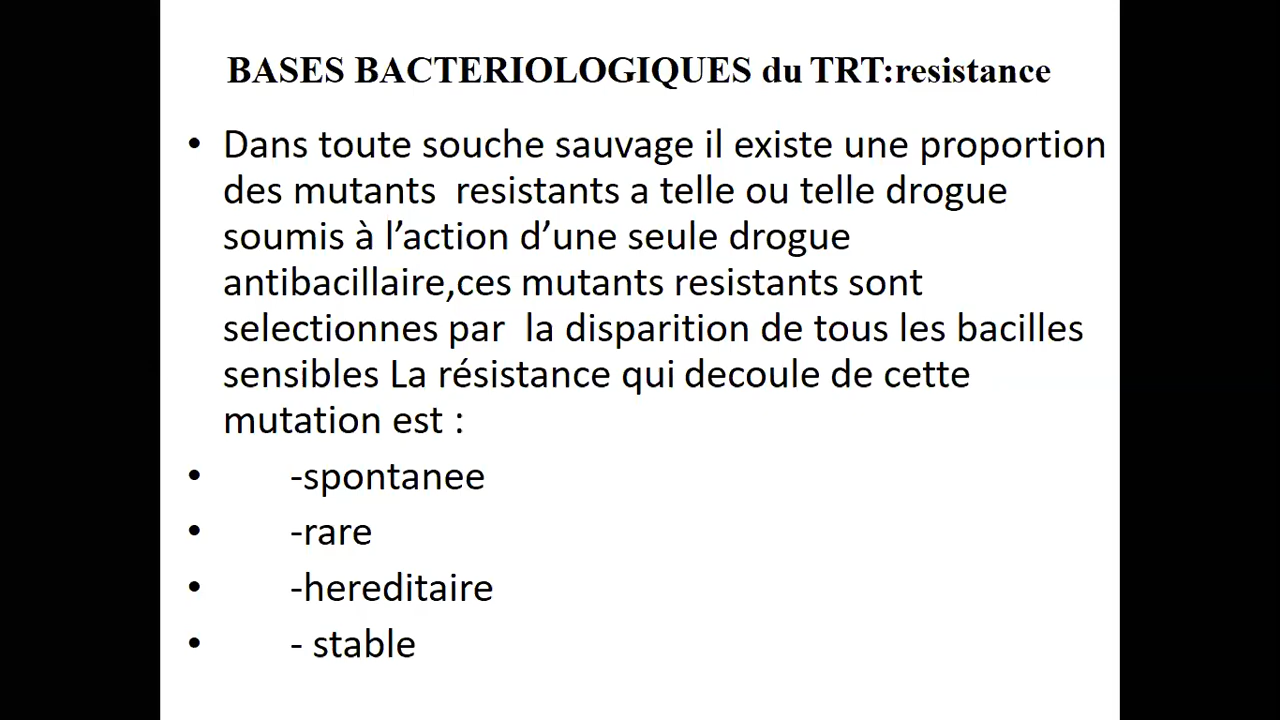 BASES BACTERIOLOGIQUES du TRT:resistance
• Dans toute souche sauvage il existe une proportion
des mutants  resistants a telle ou telle drogue
soumis à l’action d’une seule drogue
antibacillaire,ces mutants resistants sont
selectionnes par  la disparition de tous les bacilles
sensibles La résistance qui decoule de cette
mutation est :
• -spontanee
• -rare
• -hereditaire
• - stable